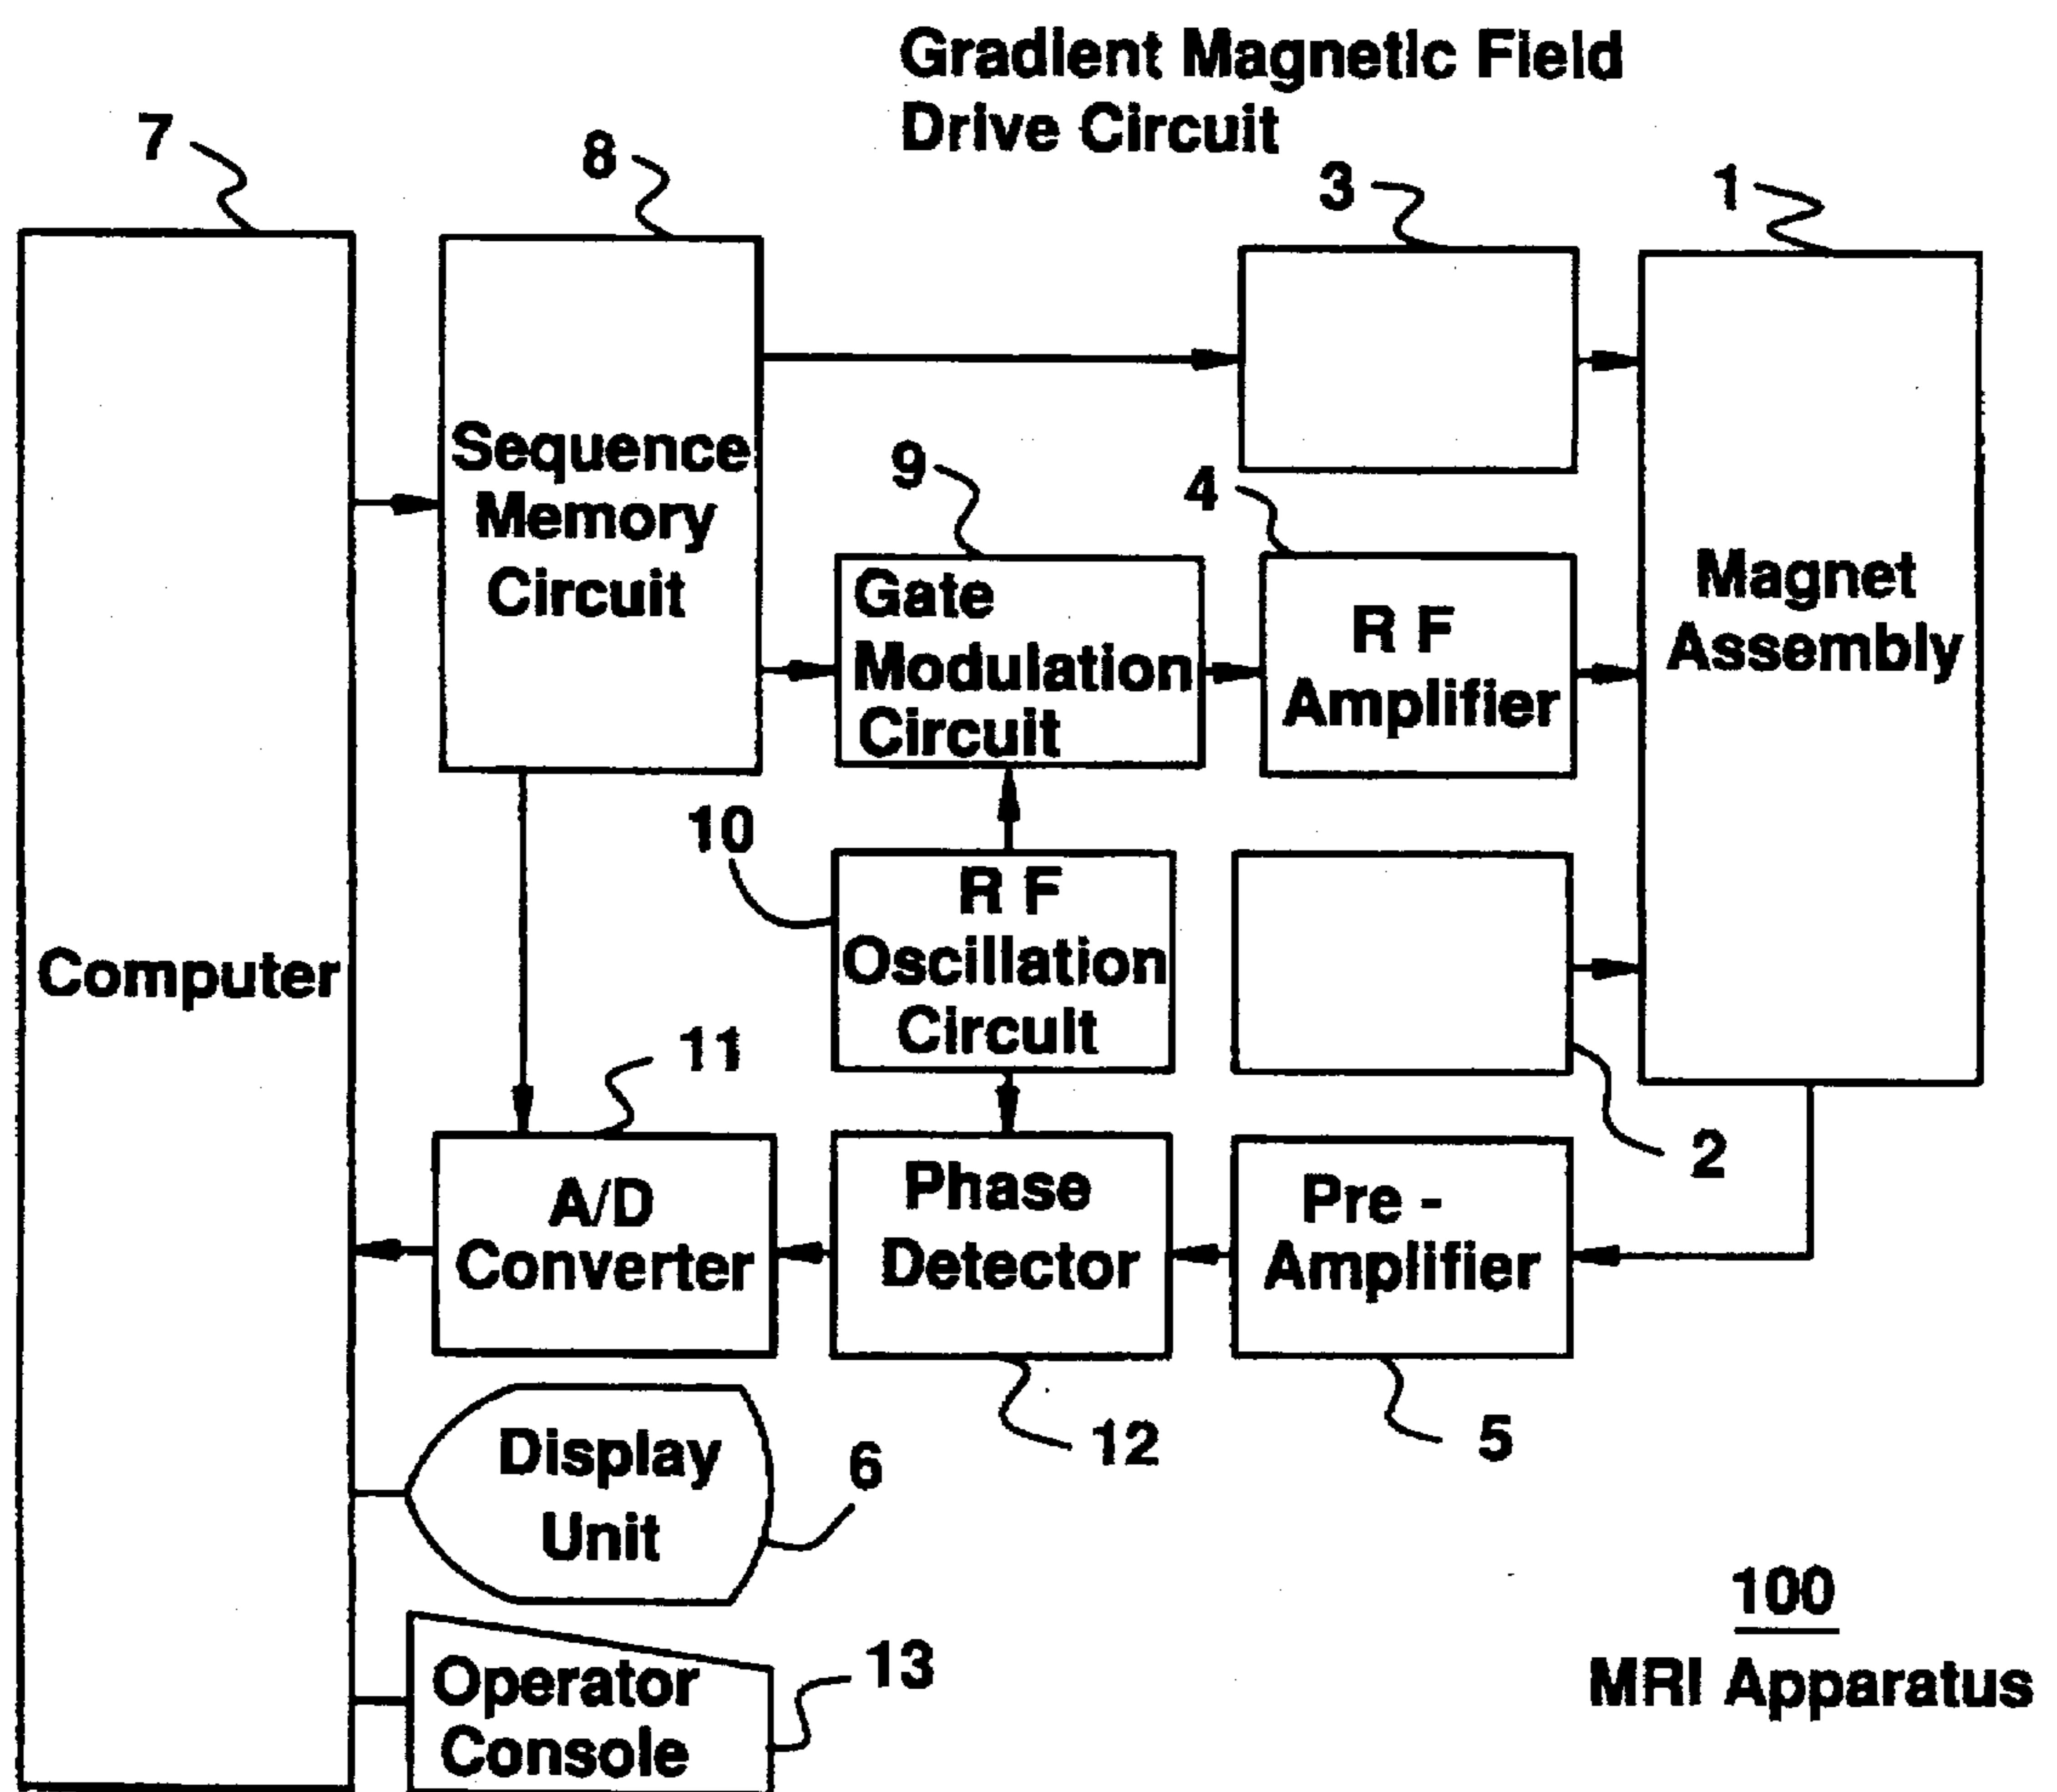 Gradient Magnetic Field
Drive Circuit
7
8
3
1
Sequence
Memory
Circuit
9
4
Gate
Modulation
Circuit
R F
Amplifier
Magnet
Assembly
10
R F
Oscillation
Circuit
Computer
11
2
A/D
Converter
Phase
Detector
Pre -
Amplifier
12
5
Display
Unit
6
100
MRI Apparatus
Operator
Console
13